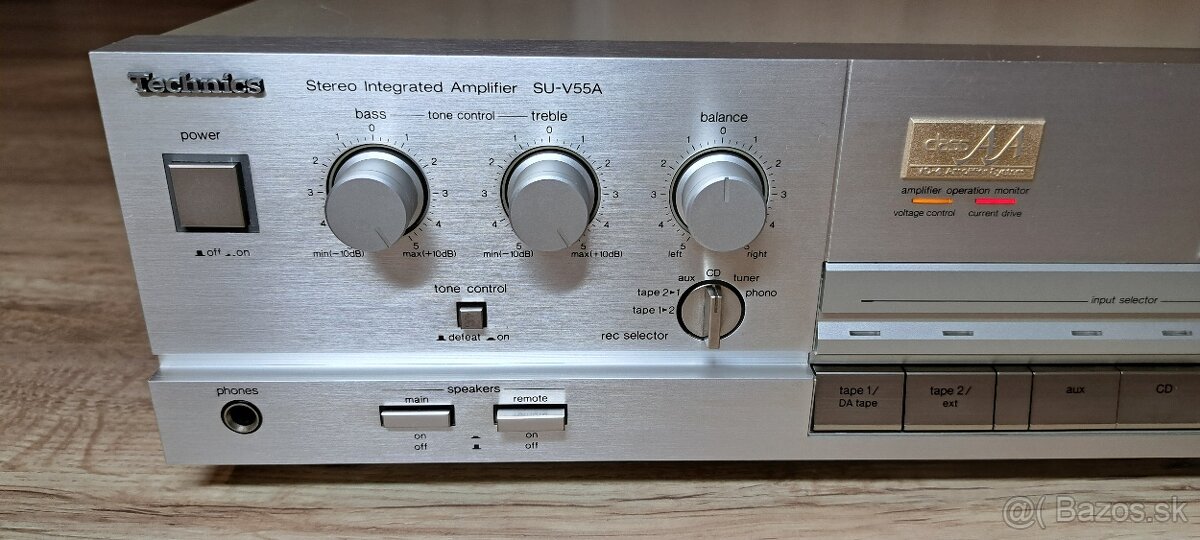 Technics
Stereo Integrated Amplifier SU-V55A
power
off on
bass tone control treble
0
1 1
2 2
3 3
4 4
5
min(-10dB) max(+10dB)
0
1 1
2 2
3 3
4 4
5
min(-10dB) max(+10dB)
balance
0
1 1
2 2
3 3
4 4
5
left right
tone control
defeat on
aux CD tuner
tape 2▸1 phono
tape 1▸2
rec selector
class AA
VC-4 Amplifier System
amplifier operation monitor
voltage control current drive
input selector
phones
speakers
main remote
on on
off off
tape 1/
DA tape
tape 2/
ext
aux
CD
@( Bazos.sk